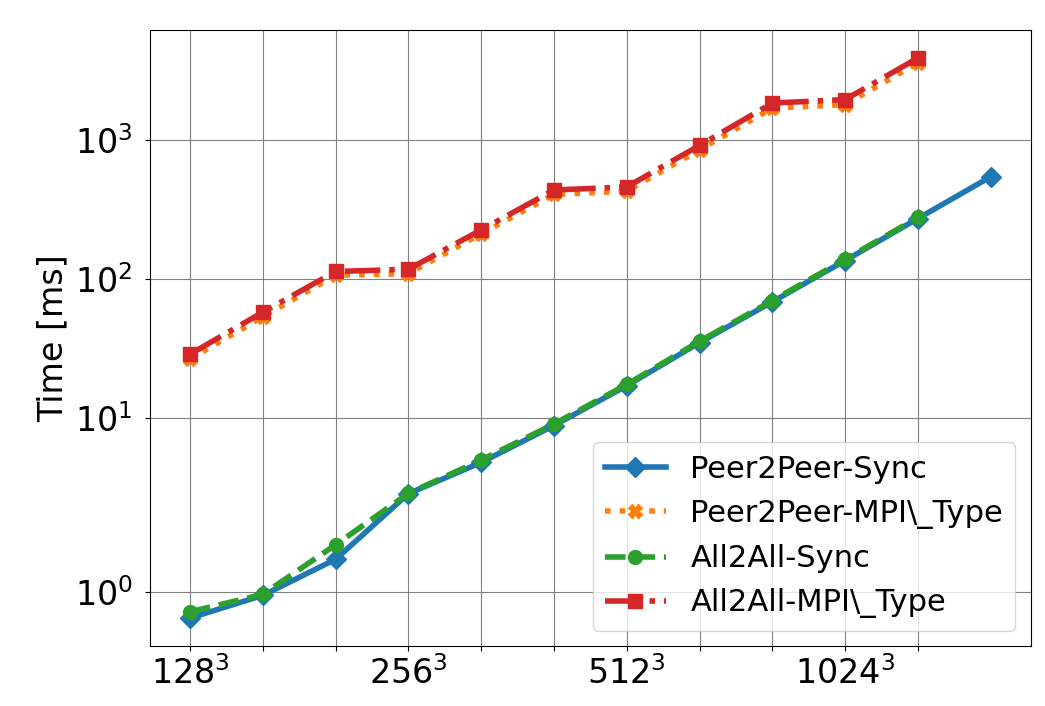 Time [ms]
10³
10²
10¹
10⁰
128³
256³
512³
1024³
Peer2Peer-Sync
Peer2Peer-MPI\_Type
All2All-Sync
All2All-MPI\_Type